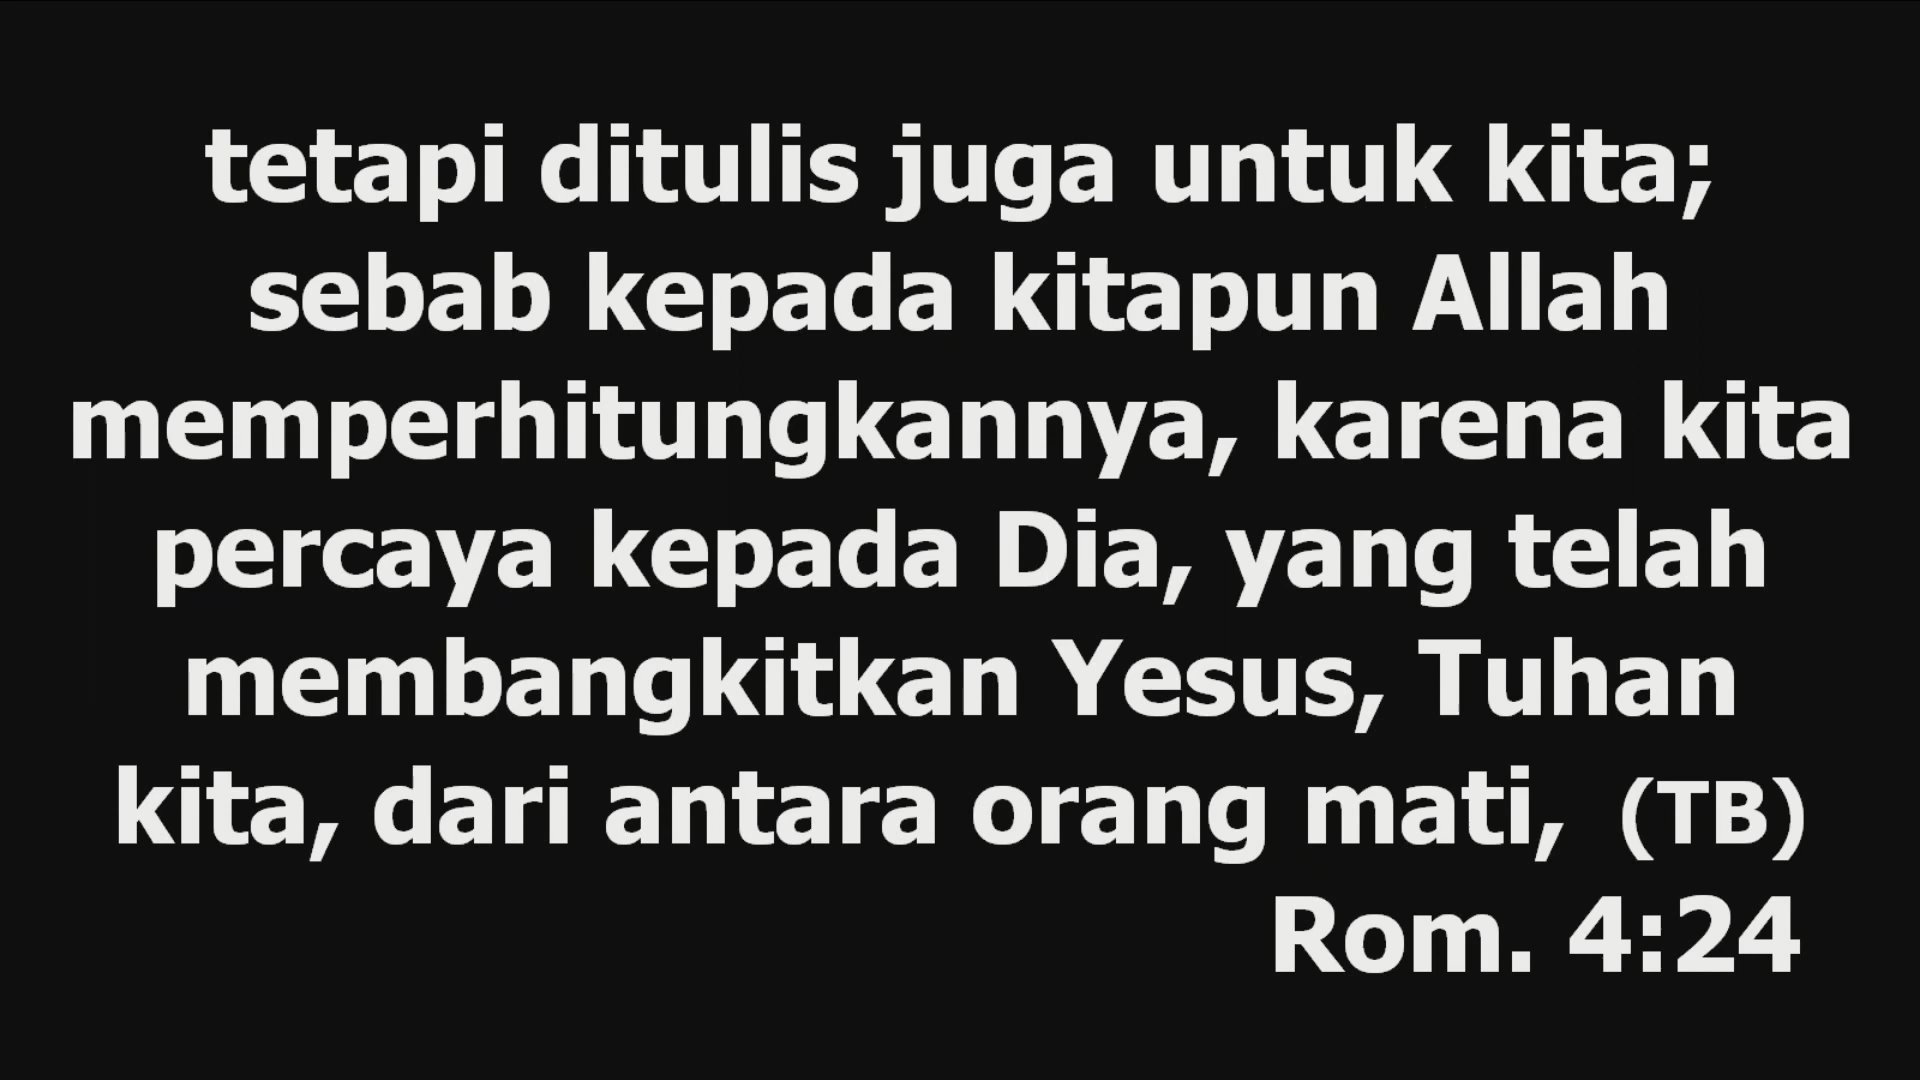 tetapi ditulis juga untuk kita;
sebab kepada kitapun Allah
memperhitungkannya, karena kita
percaya kepada Dia, yang telah
membangkitkan Yesus, Tuhan
kita, dari antara orang mati, (TB)
Rom. 4:24